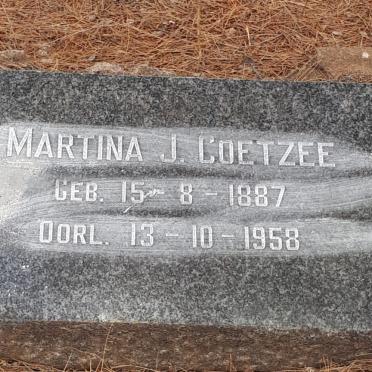 MARTINA J. COETZEE
GEB. 15 - 8 - 1887
OORL. 13 - 10 - 1958